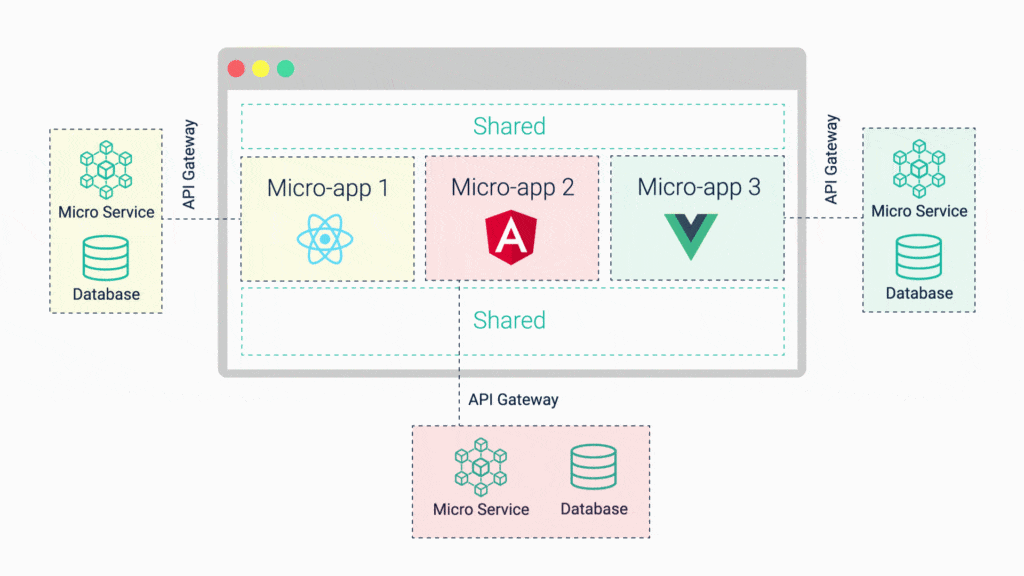 Shared
API Gateway
Micro Service
Database
Micro-app 1
Micro-app 2
A
Micro-app 3
API Gateway
Micro Service
Database
Shared
API Gateway
Micro Service
Database